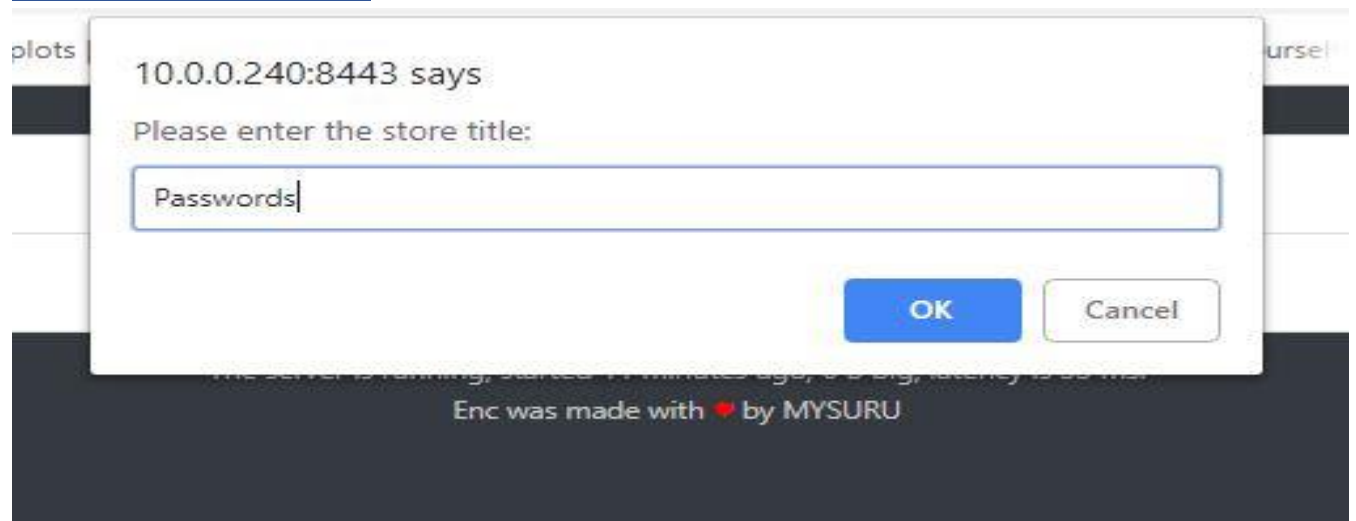 plots
10.0.0.240:8443 says
Please enter the store title:
Passwords
OK
Cancel
Enc was made with ❤ by MYSURU